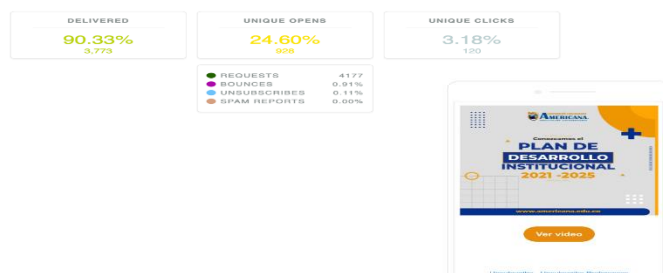 DELIVERED
90.33%
3,773
UNIQUE OPENS
24.60%
928
UNIQUE CLICKS
3.18%
120
REQUESTS 4177
BOUNCES 0.91%
UNSUBSCRIBES 0.11%
SPAM REPORTS 0.00%
AMERICANA
Conozcamos el
PLAN DE
DESARROLLO
INSTITUCIONAL
2021 -2025
www.americana.edu.co
Ver video